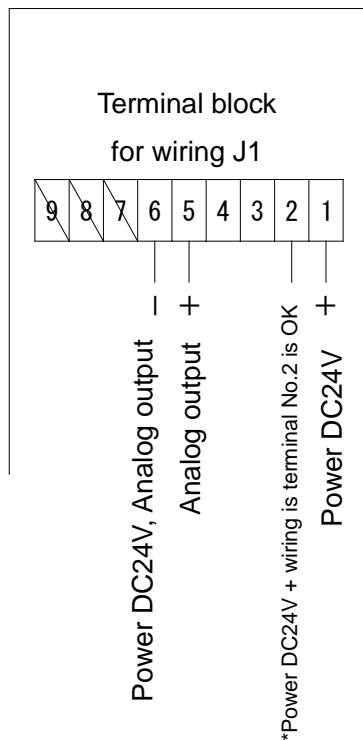 Terminal block
for wiring J1
9 8 7 6 5 4 3 2 1
Power DC24V, Analog output −
Analog output +
*Power DC24V + wiring is terminal No.2 is OK
Power DC24V +